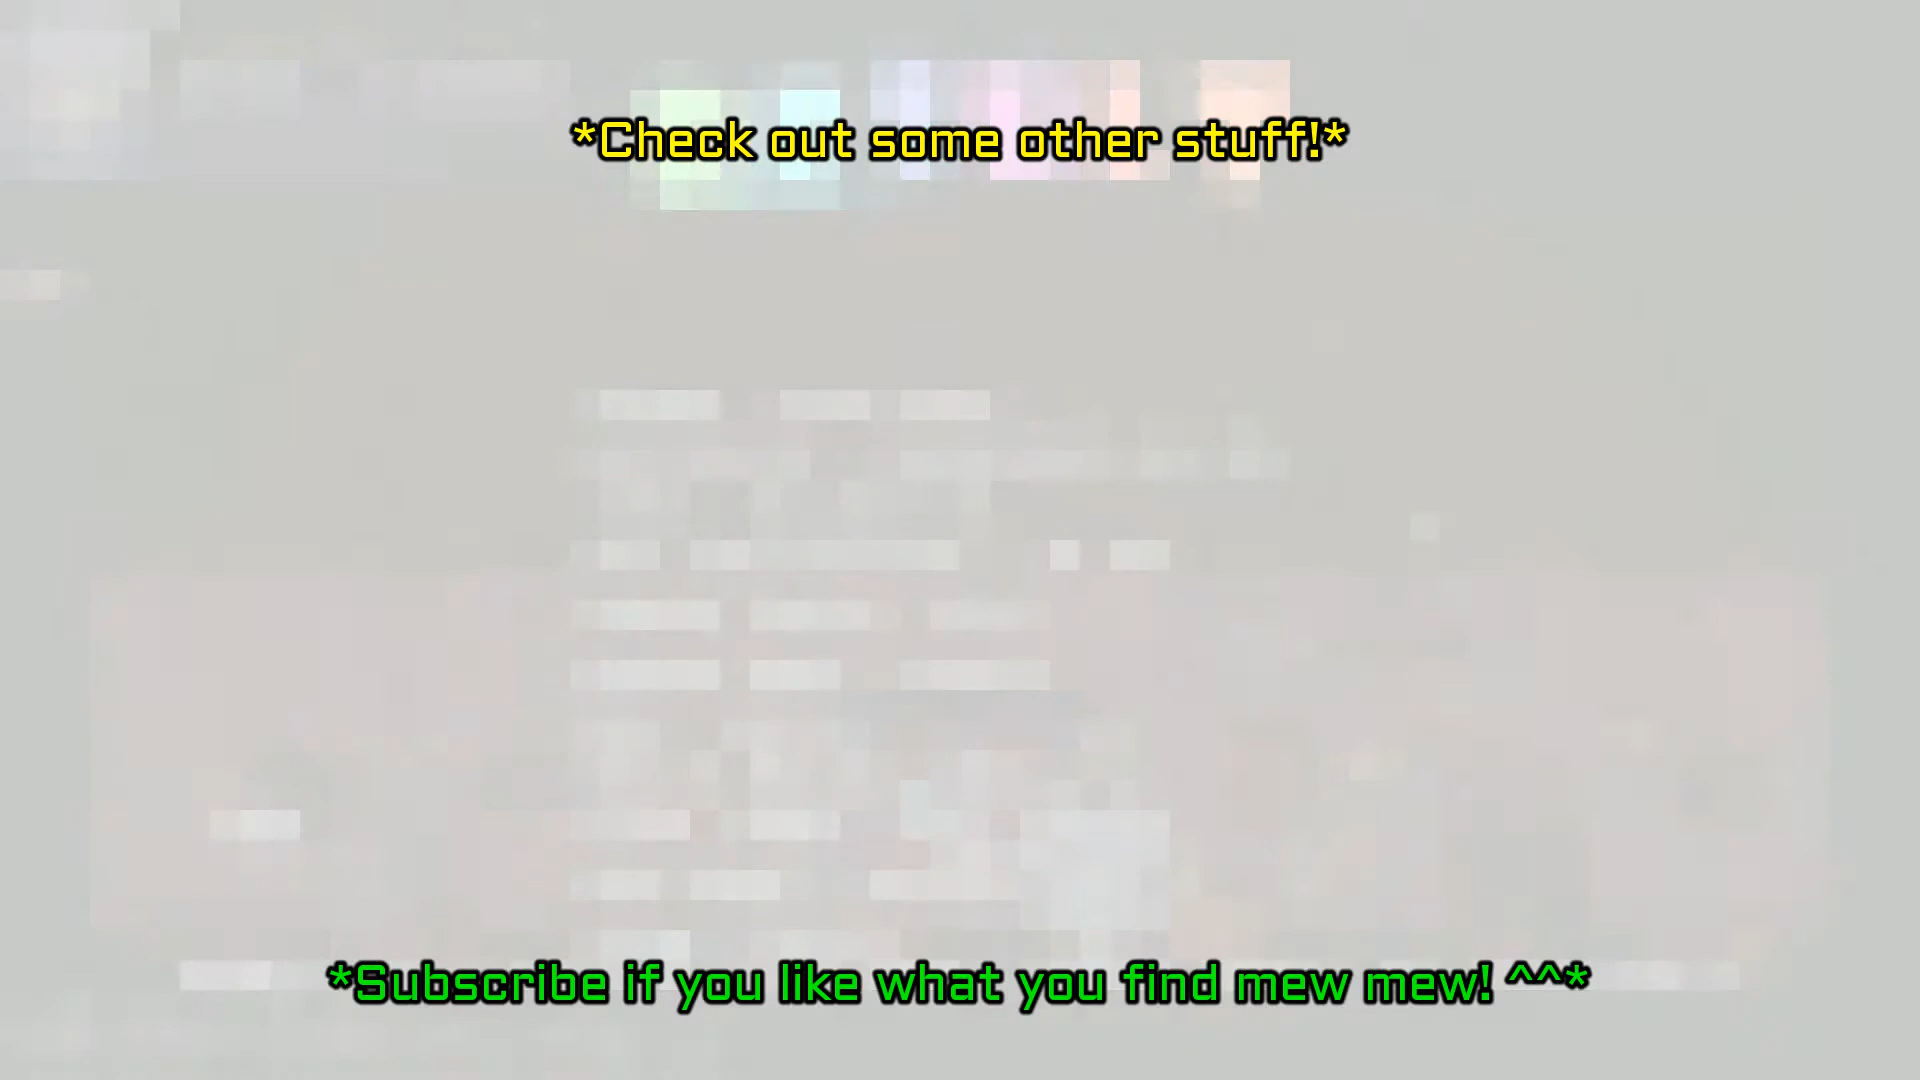 *Check out some other stuff!*
*Subscribe if you like what you find mew mew! ^^*